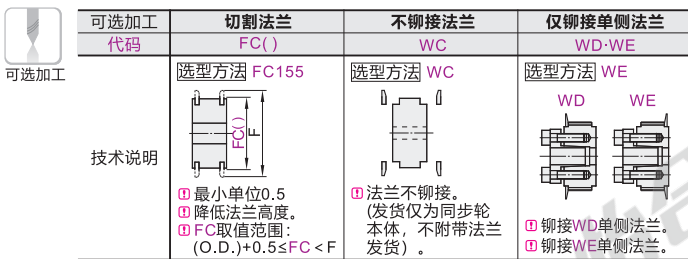 可选加工
可选加工 切割法兰 不铆接法兰 仅铆接单侧法兰
代码 FC( ) WC WD·WE
技术说明
选型方法 FC155
FC( )
F
最小单位0.5
降低法兰高度。
FC取值范围：
(O.D.)+0.5≤FC<F
选型方法 WC
法兰不铆接。
(发货仅为同步轮
本体，不附带法兰
发货）。
选型方法 WE
WD WE
铆接WD单侧法兰。
铆接WE单侧法兰。